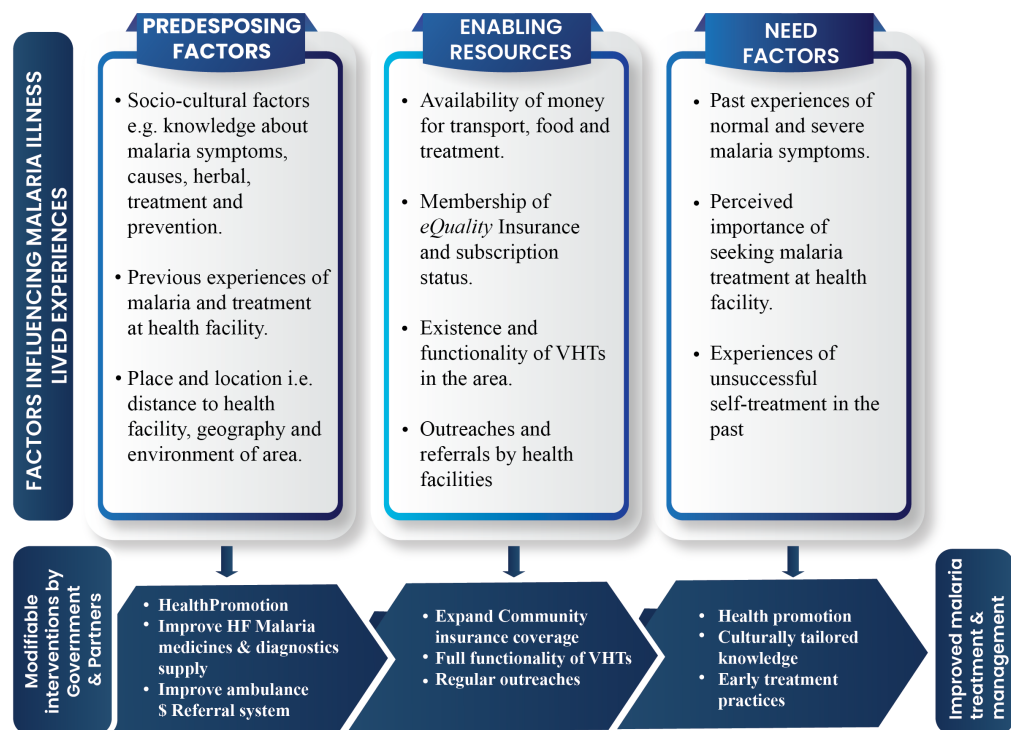 FACTORS INFLUENCING MALARIA ILLNESS
LIVED EXPERIENCES
PREDESPOSING
FACTORS
• Socio-cultural factors
e.g. knowledge about
malaria symptoms,
causes, herbal,
treatment and
prevention.
• Previous experiences of
malaria and treatment
at health facility.
• Place and location i.e.
distance to health
facility, geography and
environment of area.
ENABLING
RESOURCES
• Availability of money
for transport, food and
treatment.
• Membership of
eQuality Insurance
and subscription
status.
• Existence and
functionality of VHTs
in the area.
• Outreaches and
referrals by health
facilities
NEED
FACTORS
• Past experiences of
normal and severe
malaria symptoms.
• Perceived
importance of
seeking malaria
treatment at health
facility.
• Experiences of
unsuccessful
self-treatment in the
past
Modifiable
interventions by
Government
& Partners
• HealthPromotion
• Improve HF Malaria
medicines & diagnostics
supply
• Improve ambulance
$ Referral system
• Expand Community
insurance coverage
• Full functionality of VHTs
• Regular outreaches
• Health promotion
• Culturally tailored
knowledge
• Early treatment
practices
Improved malaria
treatment &
management